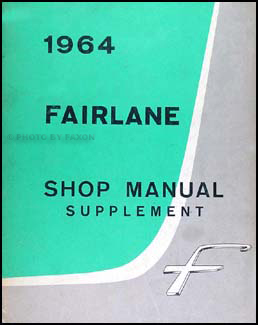 1964
FAIRLANE
© PHOTO BY FAXON
SHOP MANUAL
SUPPLEMENT
f